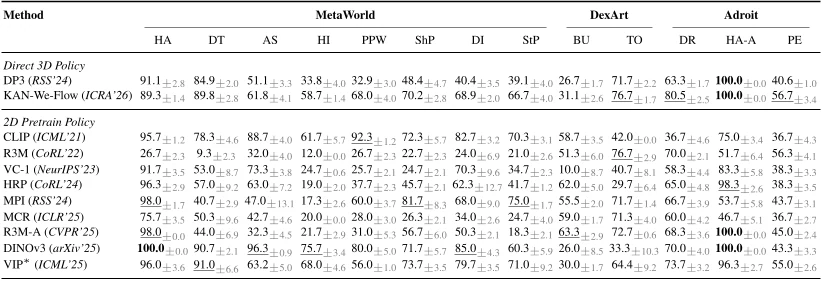 Method MetaWorld DexArt Adroit
HA DT AS HI PPW ShP DI StP BU TO DR HA-A PE
Direct 3D Policy
DP3 (RSS'24) 91.1±2.8 84.9±2.0 51.1±3.3 33.8±4.0 32.9±3.0 48.4±4.7 40.4±3.5 39.1±4.0 26.7±1.7 71.7±2.2 63.3±1.7 100.0±0.0 40.6±1.0
KAN-We-Flow (ICRA'26) 89.3±1.4 89.8±2.8 61.8±4.1 58.7±1.4 68.0±4.0 70.2±2.8 68.9±2.0 66.7±4.0 31.1±2.6 76.7±1.7 80.5±2.5 100.0±0.0 56.7±3.4
2D Pretrain Policy
CLIP (ICML'21) 95.7±1.2 78.3±4.6 88.7±4.0 61.7±5.7 92.3±1.2 72.3±5.7 82.7±3.2 70.3±3.1 58.7±3.5 42.0±0.0 36.7±4.6 75.0±3.4 36.7±4.3
R3M (CoRL'22) 26.7±2.3 9.3±2.3 32.0±4.0 12.0±0.0 26.7±2.3 22.7±2.3 24.0±6.9 21.0±2.6 51.3±6.0 76.7±2.9 70.0±2.1 51.7±6.4 56.3±4.1
VC-1 (NeurIPS'23) 91.7±3.5 53.0±8.7 73.3±3.8 24.7±0.6 25.7±2.1 24.7±2.1 70.3±9.6 34.7±2.3 10.0±8.7 40.7±8.1 58.3±4.4 83.3±5.8 38.3±3.3
HRP (CoRL'24) 96.3±2.9 57.0±9.2 63.0±7.2 19.0±2.0 37.7±2.3 45.7±2.1 62.3±12.7 41.7±1.2 62.0±5.0 29.7±6.4 65.0±4.8 98.3±2.6 38.3±3.5
MPI (RSS'24) 98.0±1.7 40.7±2.9 47.0±13.1 17.3±2.6 60.0±3.7 81.7±8.3 68.0±9.0 75.0±1.7 55.5±2.0 71.7±1.4 66.7±3.9 53.7±5.8 43.7±3.1
MCR (ICLR'25) 75.7±3.5 50.3±9.6 42.7±4.6 20.0±0.0 28.0±3.0 26.3±2.1 34.0±2.6 24.7±4.0 59.0±1.7 71.3±4.0 60.0±4.2 46.7±5.1 36.7±2.7
R3M-A (CVPR'25) 98.0±0.0 44.0±6.9 32.3±4.5 21.7±2.9 31.0±5.3 56.7±6.0 50.3±2.1 18.3±2.1 63.3±2.9 72.7±0.6 68.3±3.6 100.0±0.0 45.0±2.4
DINOv3 (arXiv'25) 100.0±0.0 90.7±2.1 96.3±0.9 75.7±3.4 80.0±5.0 71.7±5.7 85.0±4.3 60.3±5.9 26.0±8.5 33.3±10.3 70.0±4.0 100.0±0.0 43.3±3.3
VIP* (ICML'25) 96.0±3.6 91.0±6.6 63.2±5.0 68.0±4.6 56.0±1.0 73.7±3.5 79.7±3.5 71.0±9.2 30.0±1.7 64.4±9.2 73.7±3.2 96.3±2.7 55.0±2.6